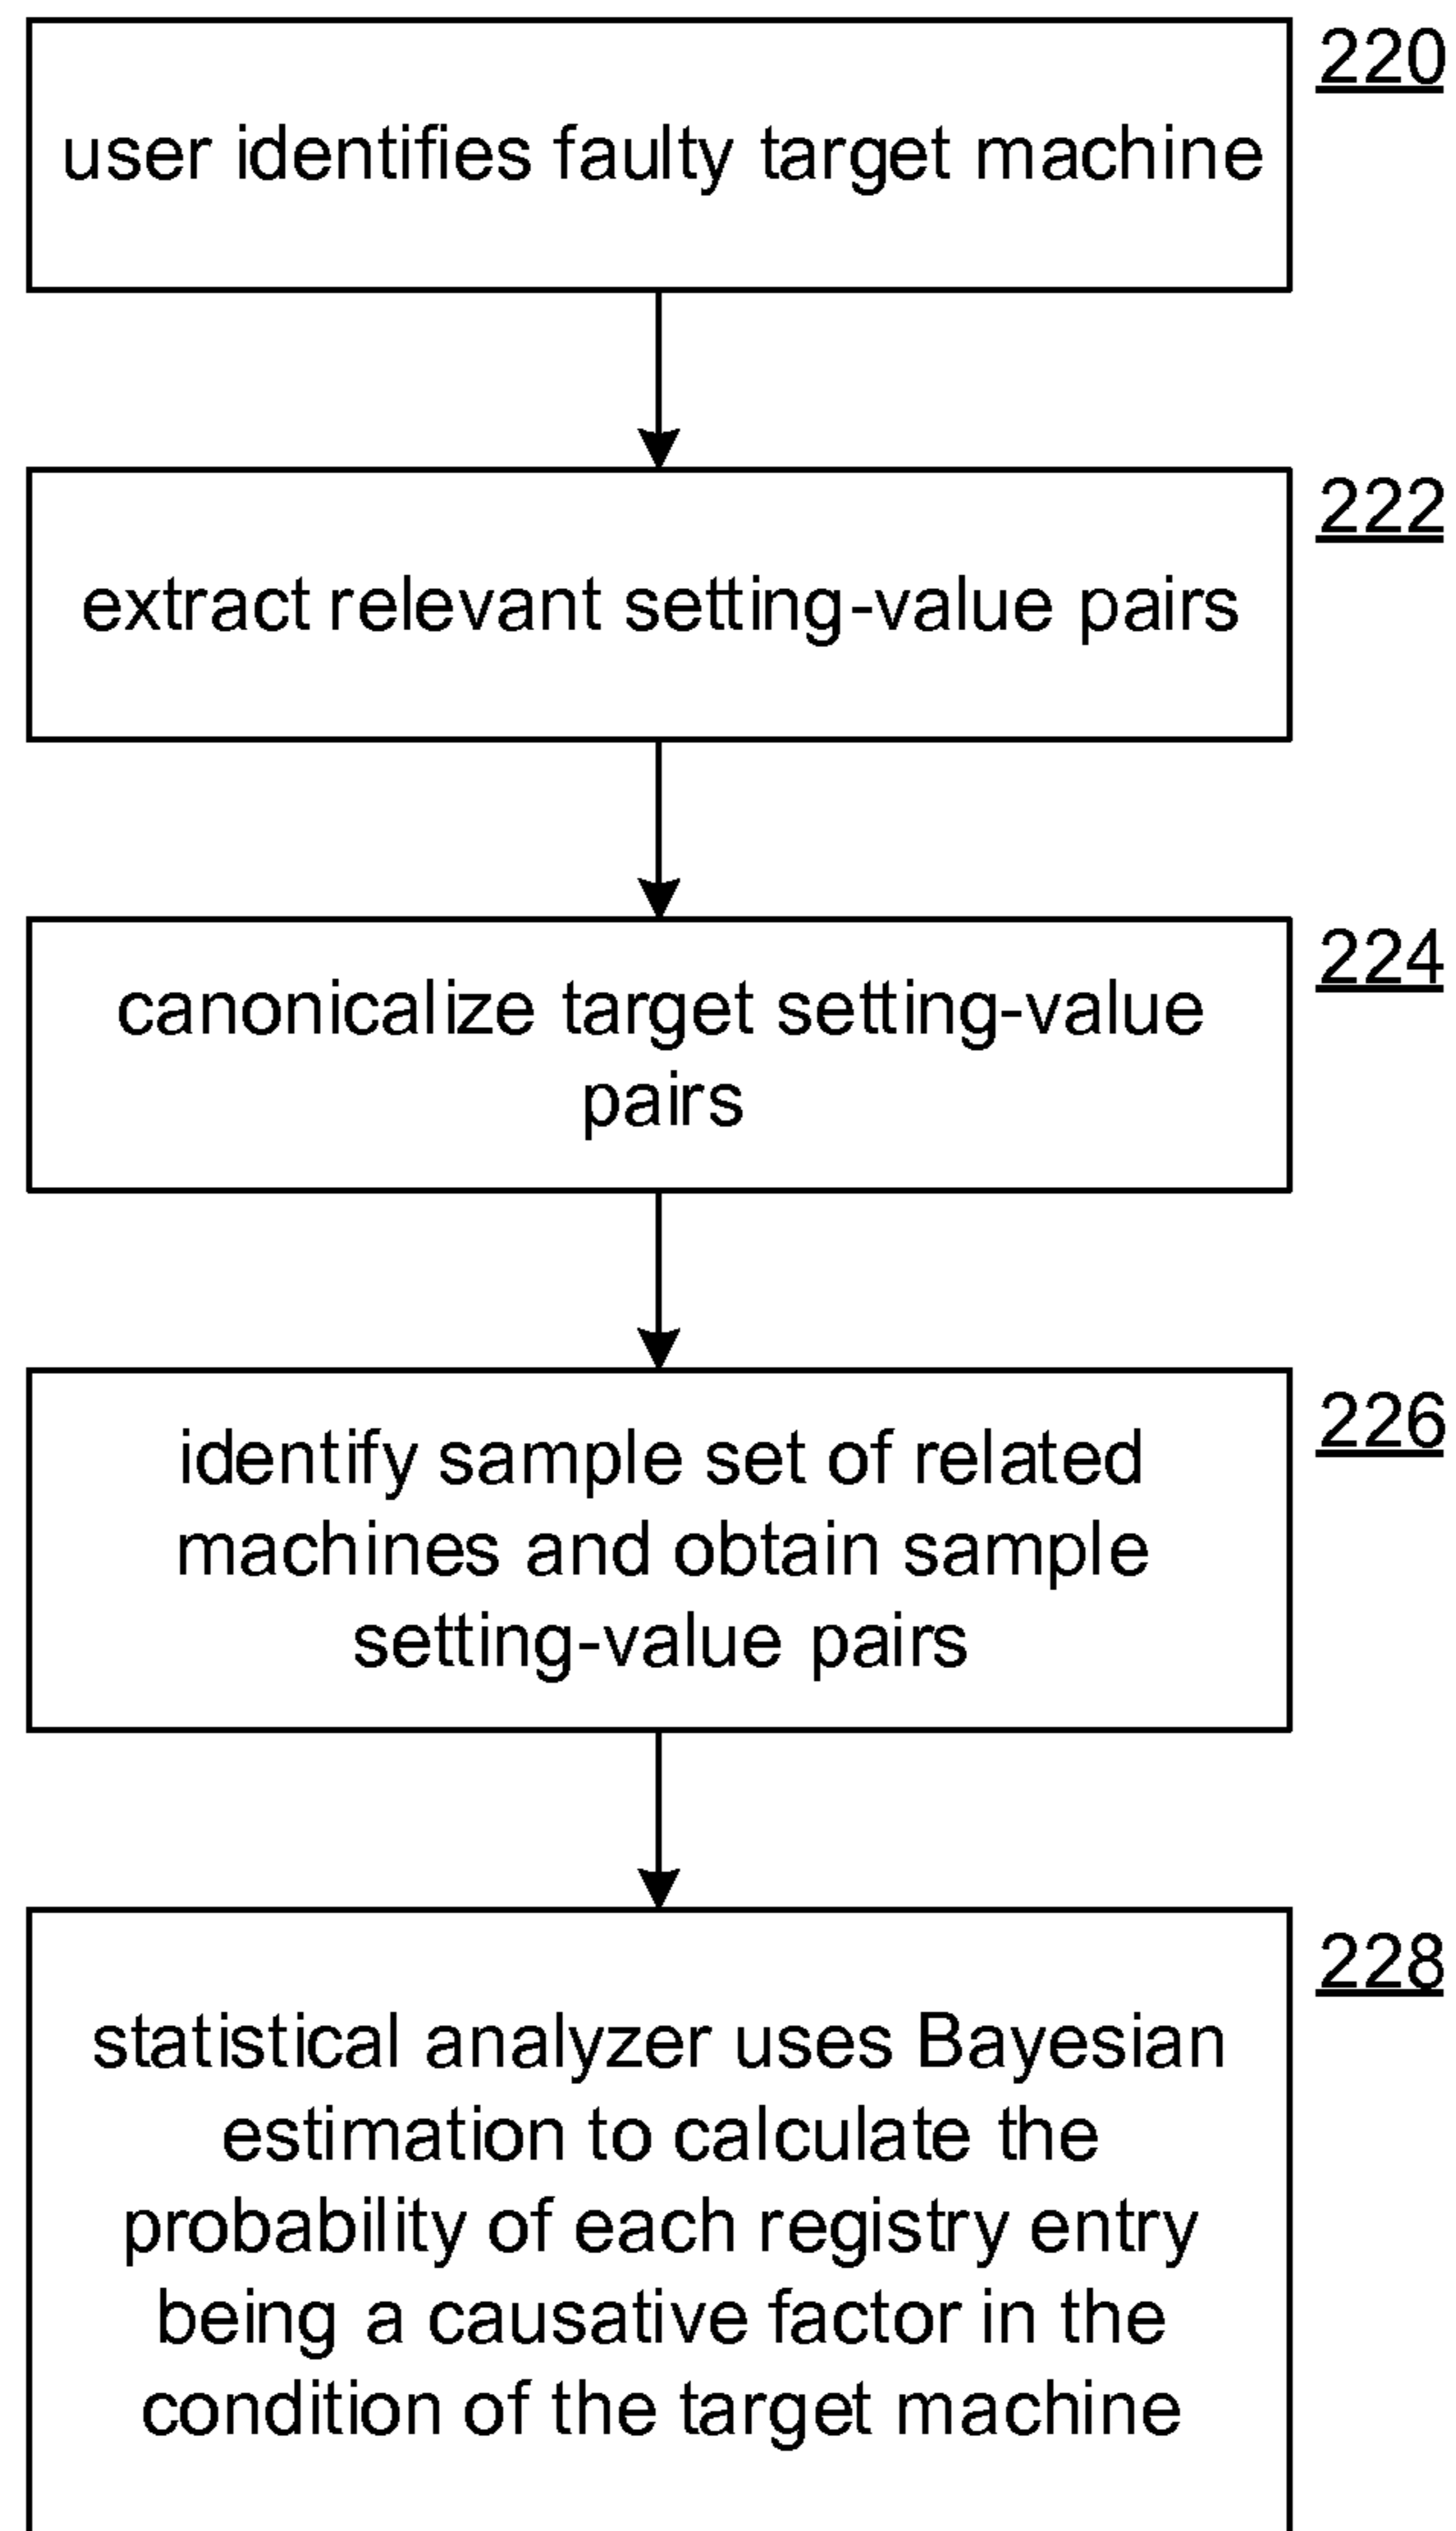 220
user identifies faulty target machine
222
extract relevant setting-value pairs
224
canonicalize target setting-value
pairs
226
identify sample set of related
machines and obtain sample
setting-value pairs
228
statistical analyzer uses Bayesian
estimation to calculate the
probability of each registry entry
being a causative factor in the
condition of the target machine